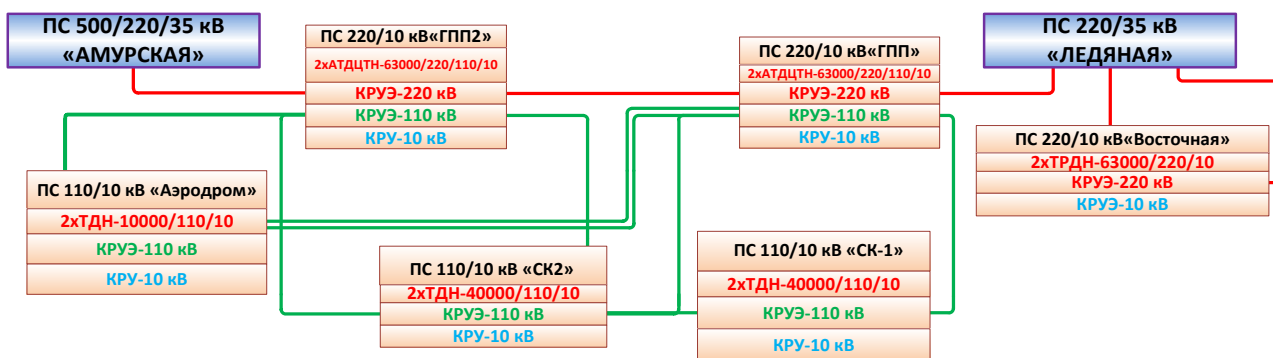 ПС 500/220/35 кВ
«АМУРСКАЯ»
ПС 220/10 кВ«ГПП2»
2хАТДЦТН-63000/220/110/10
КРУЭ-220 кВ
КРУЭ-110 кВ
КРУ-10 кВ
ПС 220/10 кВ«ГПП»
2хАТДЦТН-63000/220/110/10
КРУЭ-220 кВ
КРУЭ-110 кВ
КРУ-10 кВ
ПС 220/35 кВ
«ЛЕДЯНАЯ»
ПС 220/10 кВ«Восточная»
2хТРДН-63000/220/10
КРУЭ-220 кВ
КРУЭ-10 кВ
ПС 110/10 кВ «Аэродром»
2хТДН-10000/110/10
КРУЭ-110 кВ
КРУ-10 кВ
ПС 110/10 кВ «СК2»
2хТДН-40000/110/10
КРУЭ-110 кВ
КРУ-10 кВ
ПС 110/10 кВ «СК-1»
2хТДН-40000/110/10
КРУЭ-110 кВ
КРУ-10 кВ